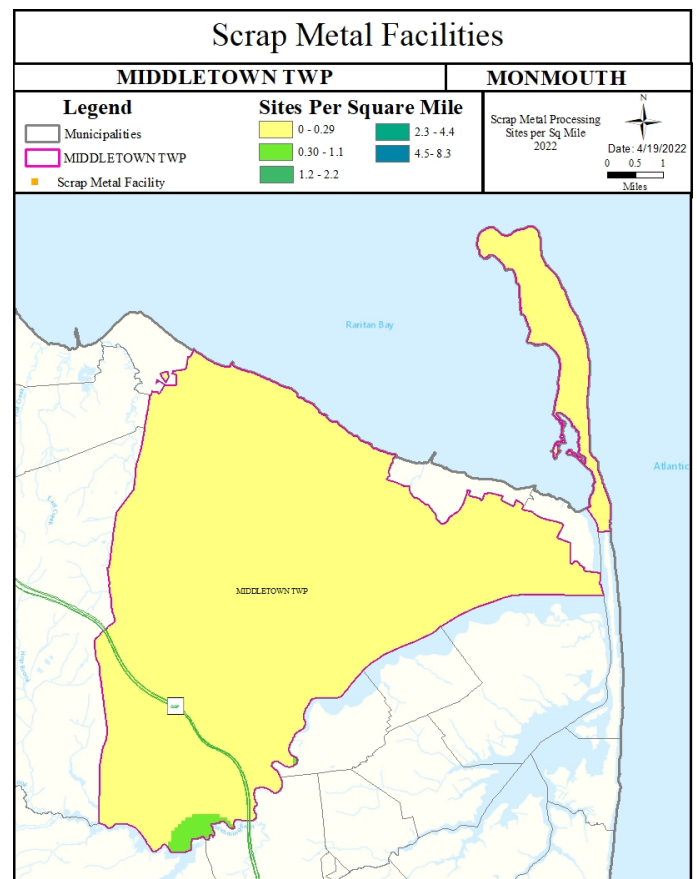 Scrap Metal Facilities
MIDDLETOWN TWP
MONMOUTH
Legend
Municipalities
MIDDLETOWN TWP
Scrap Metal Facility
Sites Per Square Mile
0 - 0.29
0.30 - 1.1
1.2 - 2.2
2.3 - 4.4
4.5- 8.3
Scrap Metal Processing
Sites per Sq Mile
2022
N
Date: 4/19/2022
0 0.5 1
Miles
Raritan Bay
Atlantic
MIDDLETOWN TWP
GSP